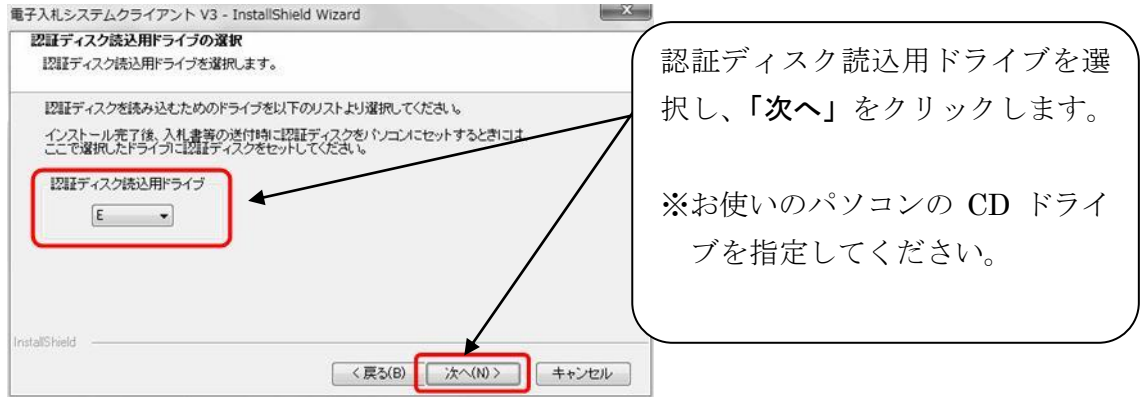 電子入札システムクライアント V3 - InstallShield Wizard
認証ディスク読込用ドライブの選択
認証ディスク読込用ドライブを選択します。
認証ディスクを読み込むためのドライブを以下のリストより選択してください。
インストール完了後、入札書等の送付時に認証ディスクをパソコンにセットするときには、
ここで選択したドライブに認証ディスクをセットしてください。
認証ディスク読込用ドライブ
E
InstallShield
< 戻る(B)
次へ(N) >
キャンセル
認証ディスク読込用ドライブを選
択し、「次へ」をクリックします。
※お使いのパソコンの CD ドライ
ブを指定してください。